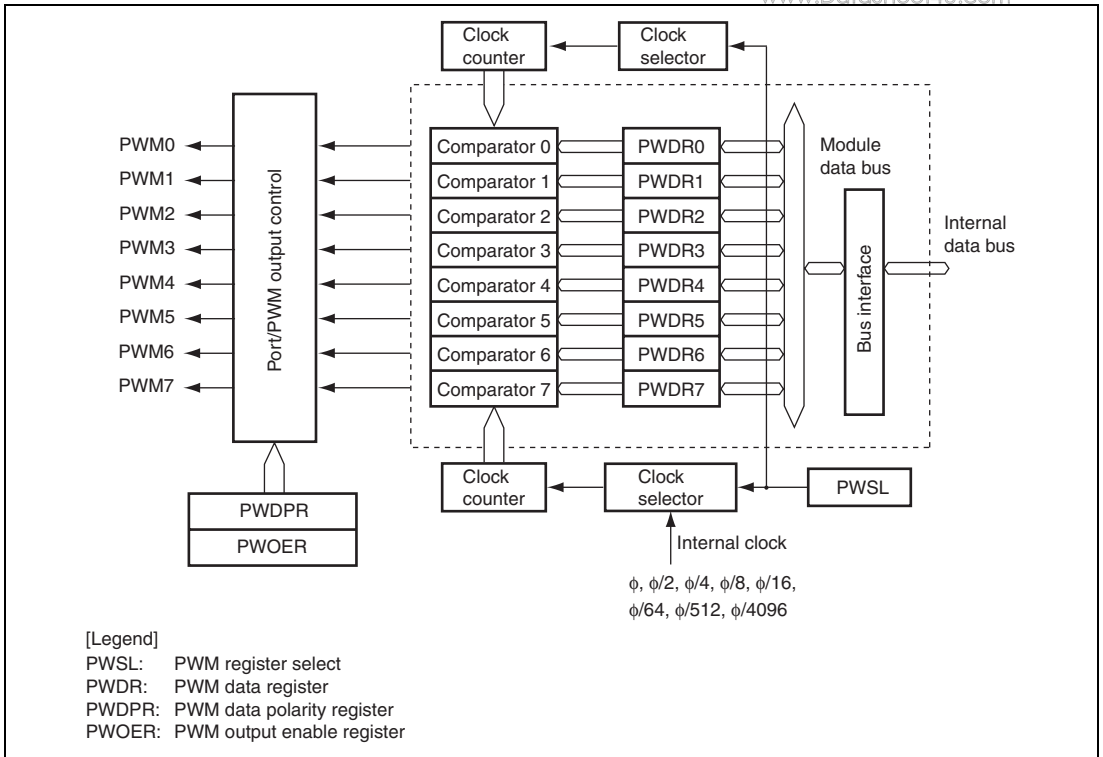 Clock
counter
Clock
selector
PWM0
PWM1
PWM2
PWM3
PWM4
PWM5
PWM6
PWM7
Port/PWM output control
Comparator 0
Comparator 1
Comparator 2
Comparator 3
Comparator 4
Comparator 5
Comparator 6
Comparator 7
PWDR0
PWDR1
PWDR2
PWDR3
PWDR4
PWDR5
PWDR6
PWDR7
Module
data bus
Bus interface
Internal
data bus
PWDPR
PWOER
Clock
counter
Clock
selector
PWSL
Internal clock
ϕ, ϕ/2, ϕ/4, ϕ/8, ϕ/16,
ϕ/64, ϕ/512, ϕ/4096
[Legend]
PWSL: PWM register select
PWDR: PWM data register
PWDPR: PWM data polarity register
PWOER: PWM output enable register